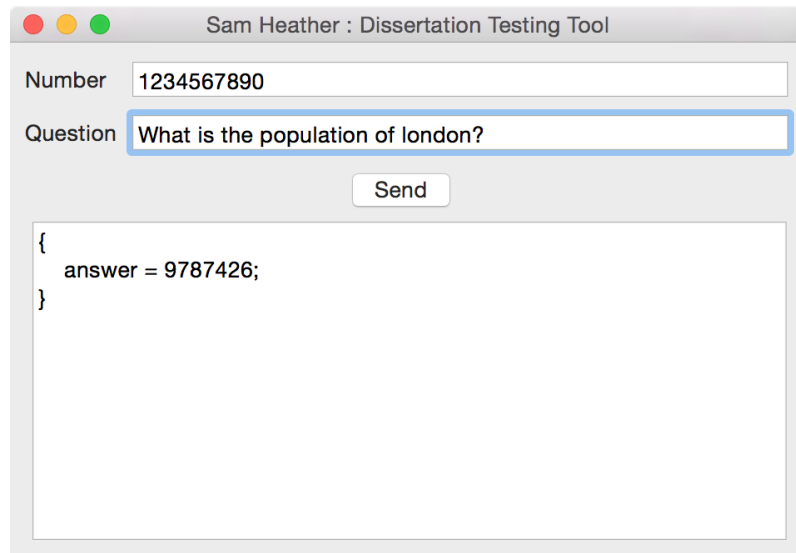 Sam Heather : Dissertation Testing Tool
Number 1234567890
Question What is the population of london?
Send
{
answer = 9787426;
}